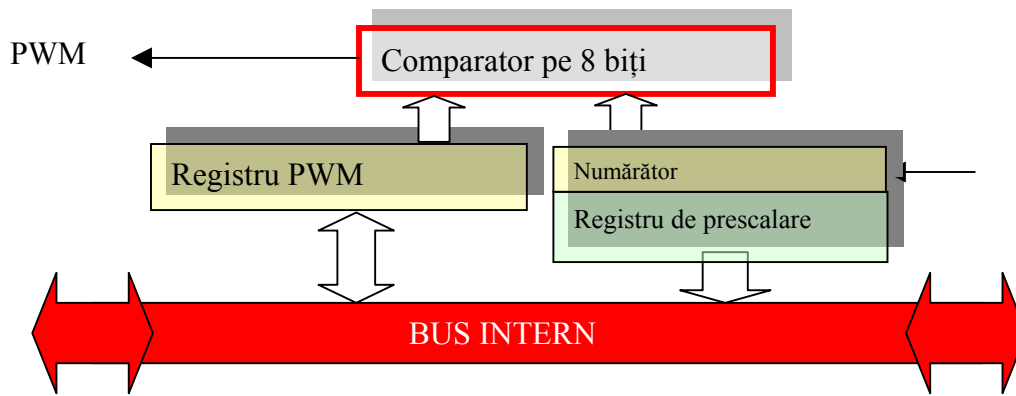 PWM
Comparator pe 8 biți
Registru PWM
Numărător
Registru de prescalare
BUS INTERN